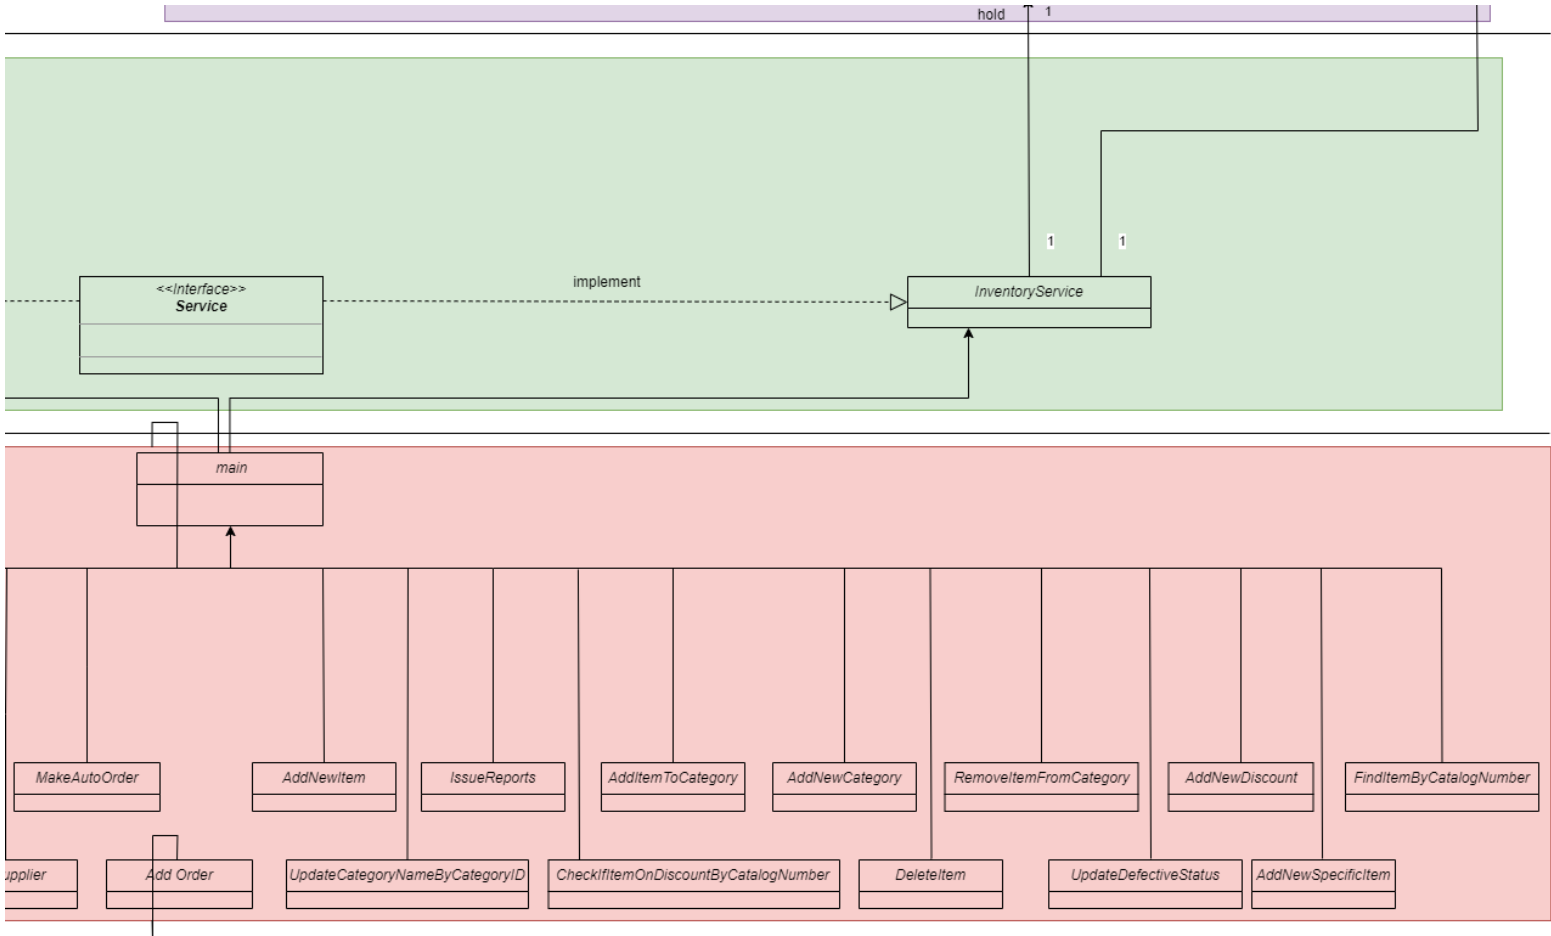 hold 1
1 1
implement
<<Interface>>
Service
InventoryService
main
MakeAutoOrder AddNewItem IssueReports AddItemToCategory AddNewCategory RemoveItemFromCategory AddNewDiscount FindItemByCatalogNumber
upplier Add Order UpdateCategoryNameByCategoryID CheckIfItemOnDiscountByCatalogNumber DeleteItem UpdateDefectiveStatus AddNewSpecificItem